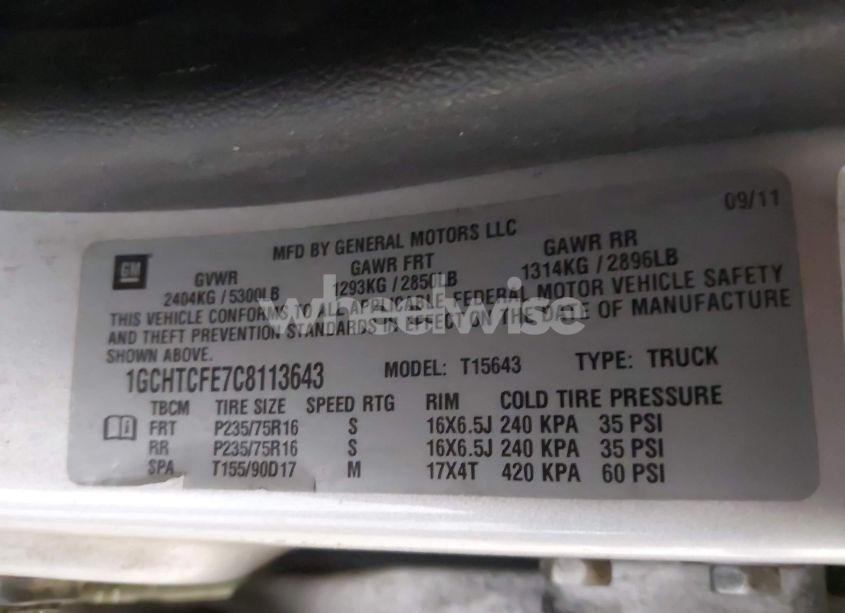 09/11
MFD BY GENERAL MOTORS LLC
GM
GVWR GAWR FRT GAWR RR
2404KG / 5300LB 1293KG / 2850LB 1314KG / 2896LB
THIS VEHICLE CONFORMS TO ALL APPLICABLE FEDERAL MOTOR VEHICLE SAFETY
AND THEFT PREVENTION STANDARDS IN EFFECT ON THE DATE OF MANUFACTURE
SHOWN ABOVE.
1GCHTCFE7C8113643 MODEL: T15643 TYPE: TRUCK
TBCM TIRE SIZE SPEED RTG RIM COLD TIRE PRESSURE
FRT P235/75R16 S 16X6.5J 240 KPA 35 PSI
RR P235/75R16 S 16X6.5J 240 KPA 35 PSI
SPA T155/90D17 M 17X4T 420 KPA 60 PSI
wheelwise